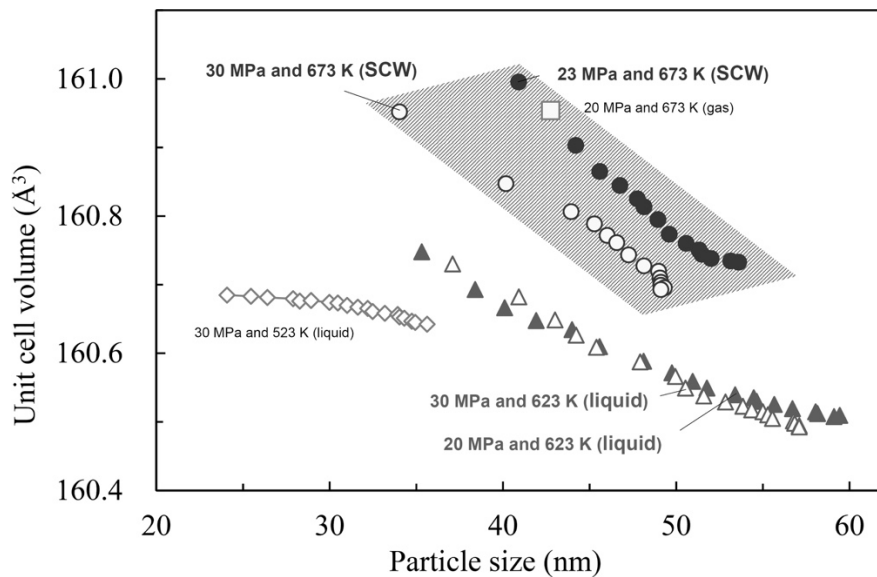 161.0
160.8
160.6
160.4
Unit cell volume (Å³)
30 MPa and 673 K (SCW)
23 MPa and 673 K (SCW)
20 MPa and 673 K (gas)
30 MPa and 523 K (liquid)
30 MPa and 623 K (liquid)
20 MPa and 623 K (liquid)
20
30
40
50
60
Particle size (nm)